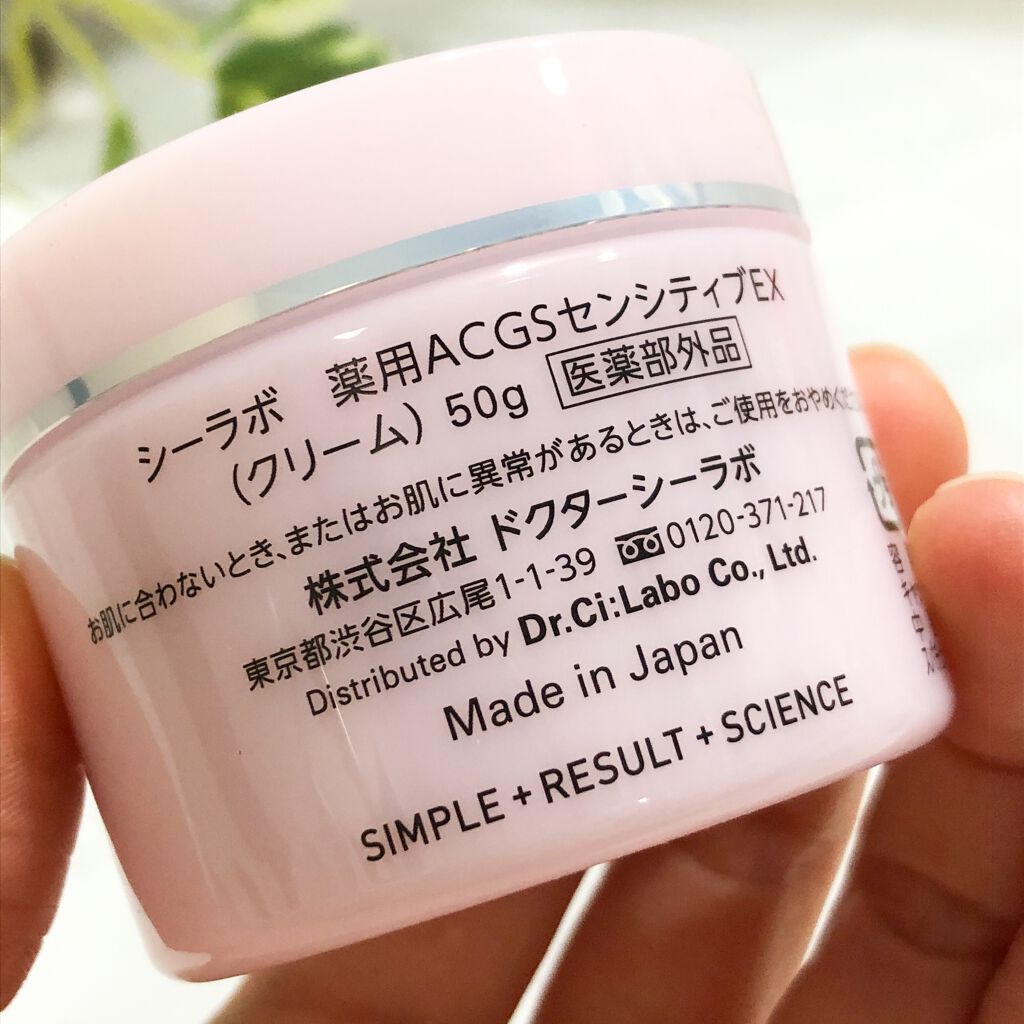 シーラボ 薬用ACGSセンシティブEX
(クリーム) 50g 医薬部外品
お肌に合わないとき、またはお肌に異常があるときは、ご使用をおやめくださ
株式会社 ドクターシーラボ
東京都渋谷区広尾1-1-39 0120-371-217
Distributed by Dr.Ci:Labo Co., Ltd.
Made in Japan
SIMPLE + RESULT + SCIENCE